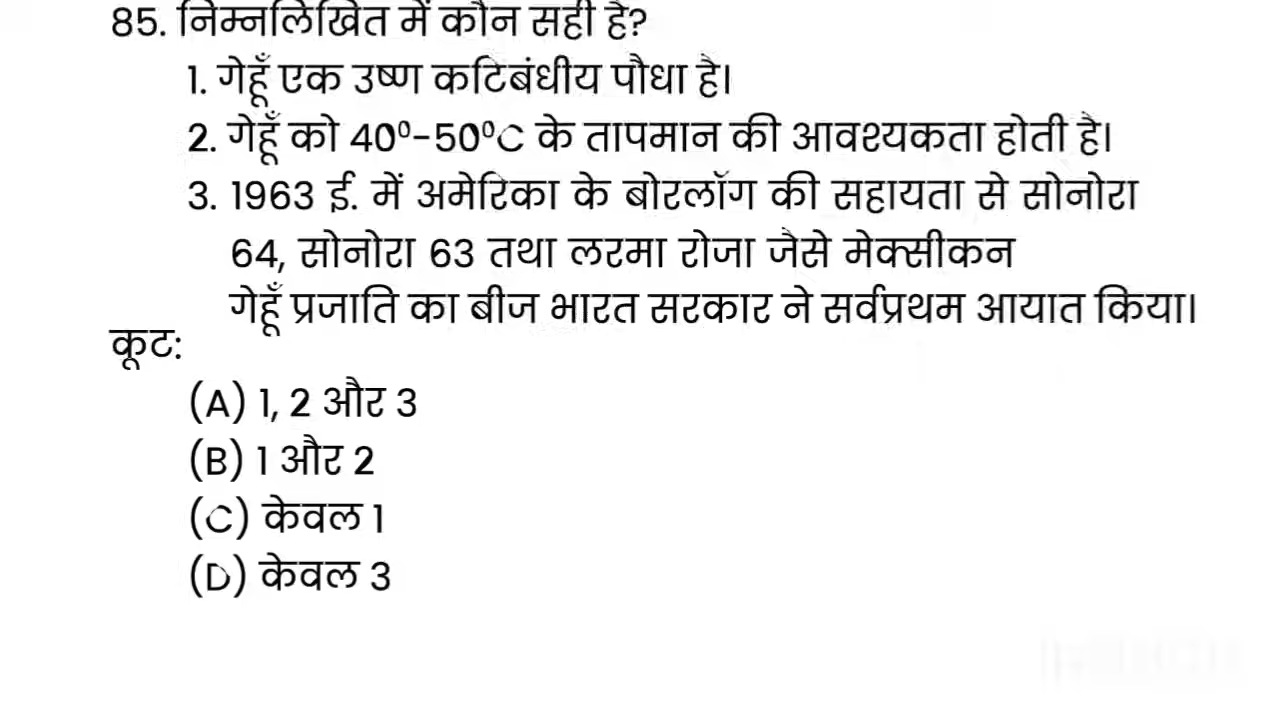 85. निम्नलिखित में कौन सही है?
1. गेहूँ एक उष्ण कटिबंधीय पौधा है।
2. गेहूँ को 40⁰-50⁰C के तापमान की आवश्यकता होती है।
3. 1963 ई. में अमेरिका के बोरलॉग की सहायता से सोनोरा
64, सोनोरा 63 तथा लरमा रोजा जैसे मेक्सीकन
गेहूँ प्रजाति का बीज भारत सरकार ने सर्वप्रथम आयात किया।
कूट:
(A) 1, 2 और 3
(B) 1 और 2
(C) केवल 1
(D) केवल 3